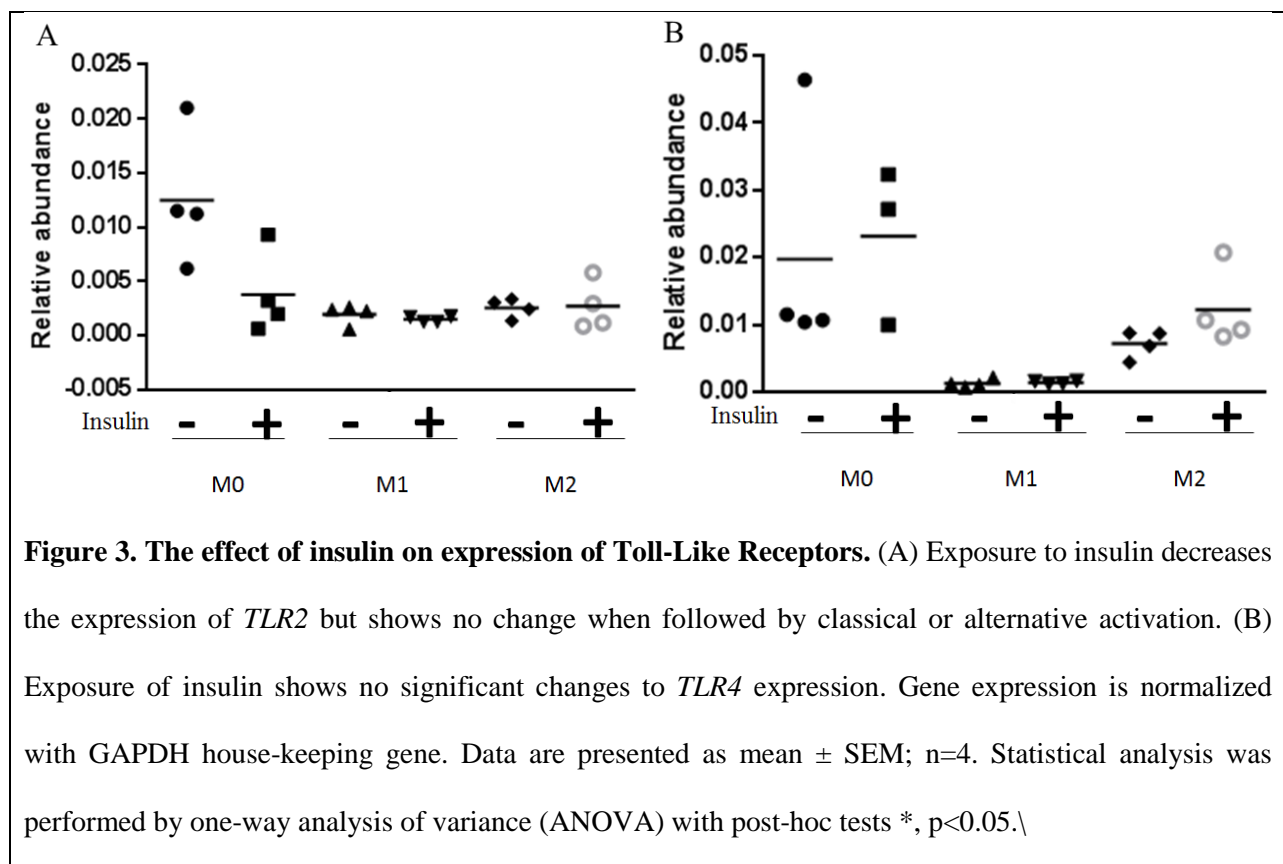 A
B
Relative abundance
0.025
0.020
0.015
0.010
0.005
0.000
-0.005
Insulin - + - + - +
M0 M1 M2
Relative abundance
0.05
0.04
0.03
0.02
0.01
0.00
Insulin - + - + - +
M0 M1 M2
Figure 3. The effect of insulin on expression of Toll-Like Receptors. (A) Exposure to insulin decreases
the expression of TLR2 but shows no change when followed by classical or alternative activation. (B)
Exposure of insulin shows no significant changes to TLR4 expression. Gene expression is normalized
with GAPDH house-keeping gene. Data are presented as mean ± SEM; n=4. Statistical analysis was
performed by one-way analysis of variance (ANOVA) with post-hoc tests *, p<0.05.\